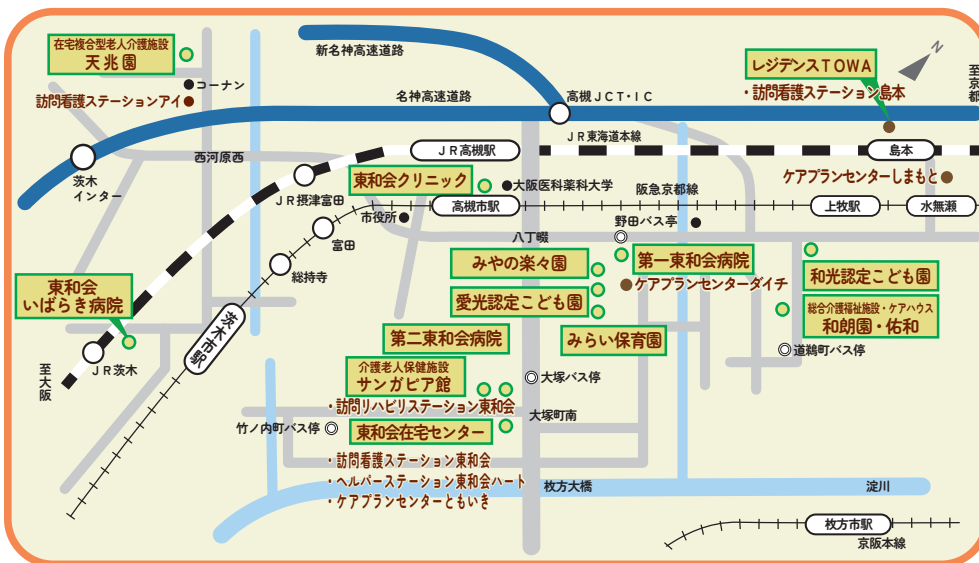 在宅複合型老人介護施設
天兆園
コーナン
訪問看護ステーションアイ
新名神高速道路
名神高速道路
高槻JCT・IC
レジデンスTOWA
・訪問看護ステーション島本
N
至京都
JR東海道本線
JR高槻駅
島本
西河原西
茨木
インター
JR摂津富田
東和会クリニック
大阪医科薬科大学
ケアプランセンターしまもと
阪急京都線
高槻市駅
上牧駅
水無瀬
市役所
富田
野田バス亭
八丁畷
総持寺
みやの楽々園
第一東和会病院
ケアプランセンターダイチ
和光認定こども園
東和会
いばらき病院
愛光認定こども園
総合介護福祉施設・ケアハウス
和朗園・佑和
茨木市駅
第二東和会病院
みらい保育園
道鵜町バス停
JR茨木
至大阪
介護老人保健施設
サンガピア館
大塚バス停
・訪問リハビリステーション東和会
大塚町南
竹ノ内町バス停
東和会在宅センター
・訪問看護ステーション東和会
・ヘルパーステーション東和会ハート
・ケアプランセンターともいき
枚方大橋
淀川
枚方市駅
京阪本線